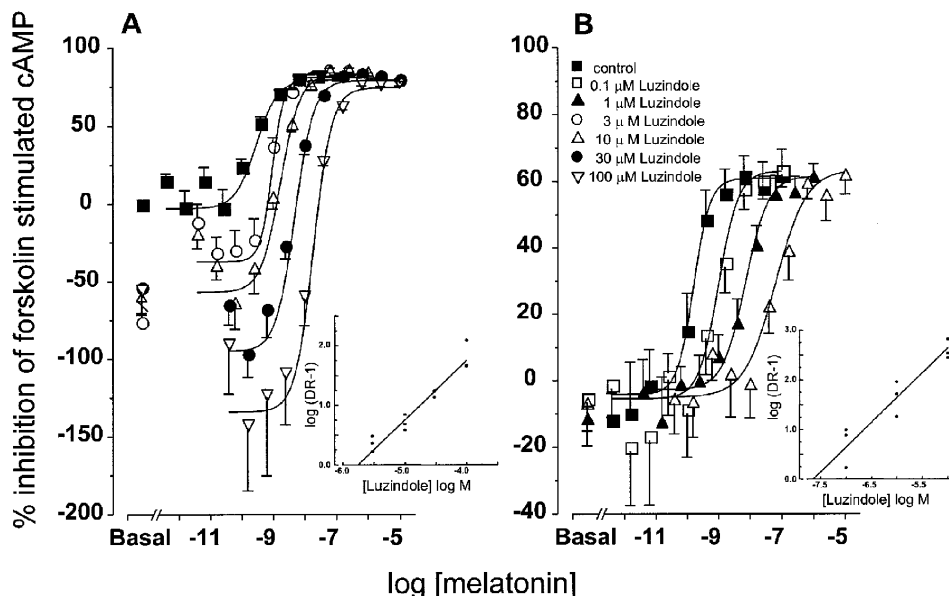 A
B
% inhibition of forskolin stimulated cAMP
100
50
0
-50
-100
-150
-200
Basal
-11
-9
-7
-5
2.0
1.0
0.0
log (DR-1)
-6.0
-5.0
-4.0
[Luzindole] log M
100
80
60
40
20
0
-20
-40
control
0.1 μM Luzindole
1 μM Luzindole
3 μ M Luzindole
10 μ M Luzindole
30 μM Luzindole
100 μM Luzindole
Basal
-11
-9
-7
-5
3.0
2.0
1.0
0.0
log (DR-1)
-7.5
-6.5
-5.5
[Luzindole] log M
log [melatonin]